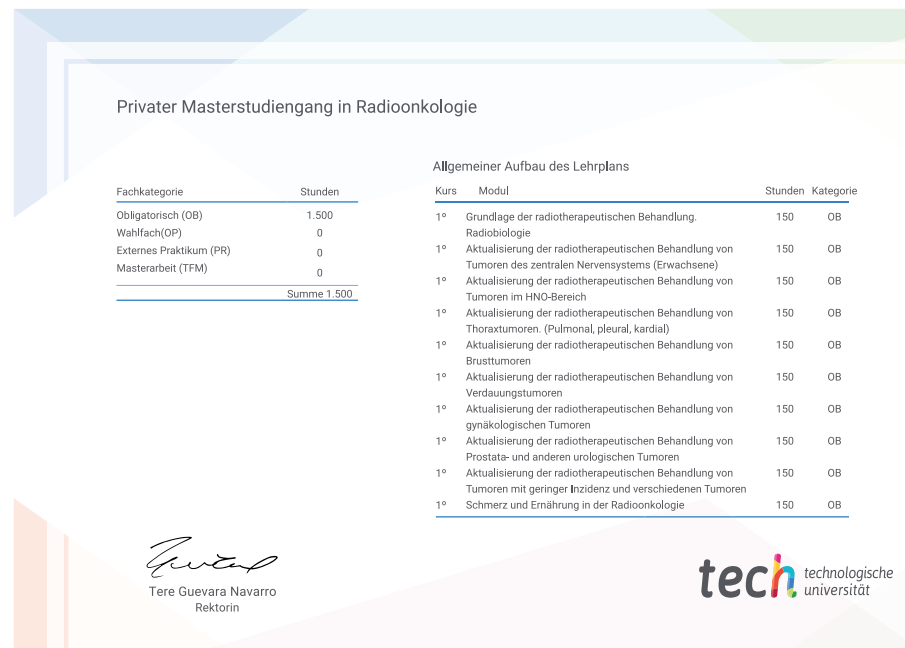 Privater Masterstudiengang in Radioonkologie
Fachkategorie Stunden
Obligatorisch (OB) 1.500
Wahlfach(OP) 0
Externes Praktikum (PR) 0
Masterarbeit (TFM) 0
Summe 1.500
Allgemeiner Aufbau des Lehrplans
Kurs Modul Stunden Kategorie
1º Grundlage der radiotherapeutischen Behandlung. 150 OB
Radiobiologie
1º Aktualisierung der radiotherapeutischen Behandlung von 150 OB
Tumoren des zentralen Nervensystems (Erwachsene)
1º Aktualisierung der radiotherapeutischen Behandlung von 150 OB
Tumoren im HNO-Bereich
1º Aktualisierung der radiotherapeutischen Behandlung von 150 OB
Thoraxtumoren. (Pulmonal, pleural, kardial)
1º Aktualisierung der radiotherapeutischen Behandlung von 150 OB
Brusttumoren
1º Aktualisierung der radiotherapeutischen Behandlung von 150 OB
Verdauungstumoren
1º Aktualisierung der radiotherapeutischen Behandlung von 150 OB
gynäkologischen Tumoren
1º Aktualisierung der radiotherapeutischen Behandlung von 150 OB
Prostata- und anderen urologischen Tumoren
1º Aktualisierung der radiotherapeutischen Behandlung von 150 OB
Tumoren mit geringer Inzidenz und verschiedenen Tumoren
1º Schmerz und Ernährung in der Radioonkologie 150 OB
Tere Guevara Navarro
Rektorin
tech technologische
universität